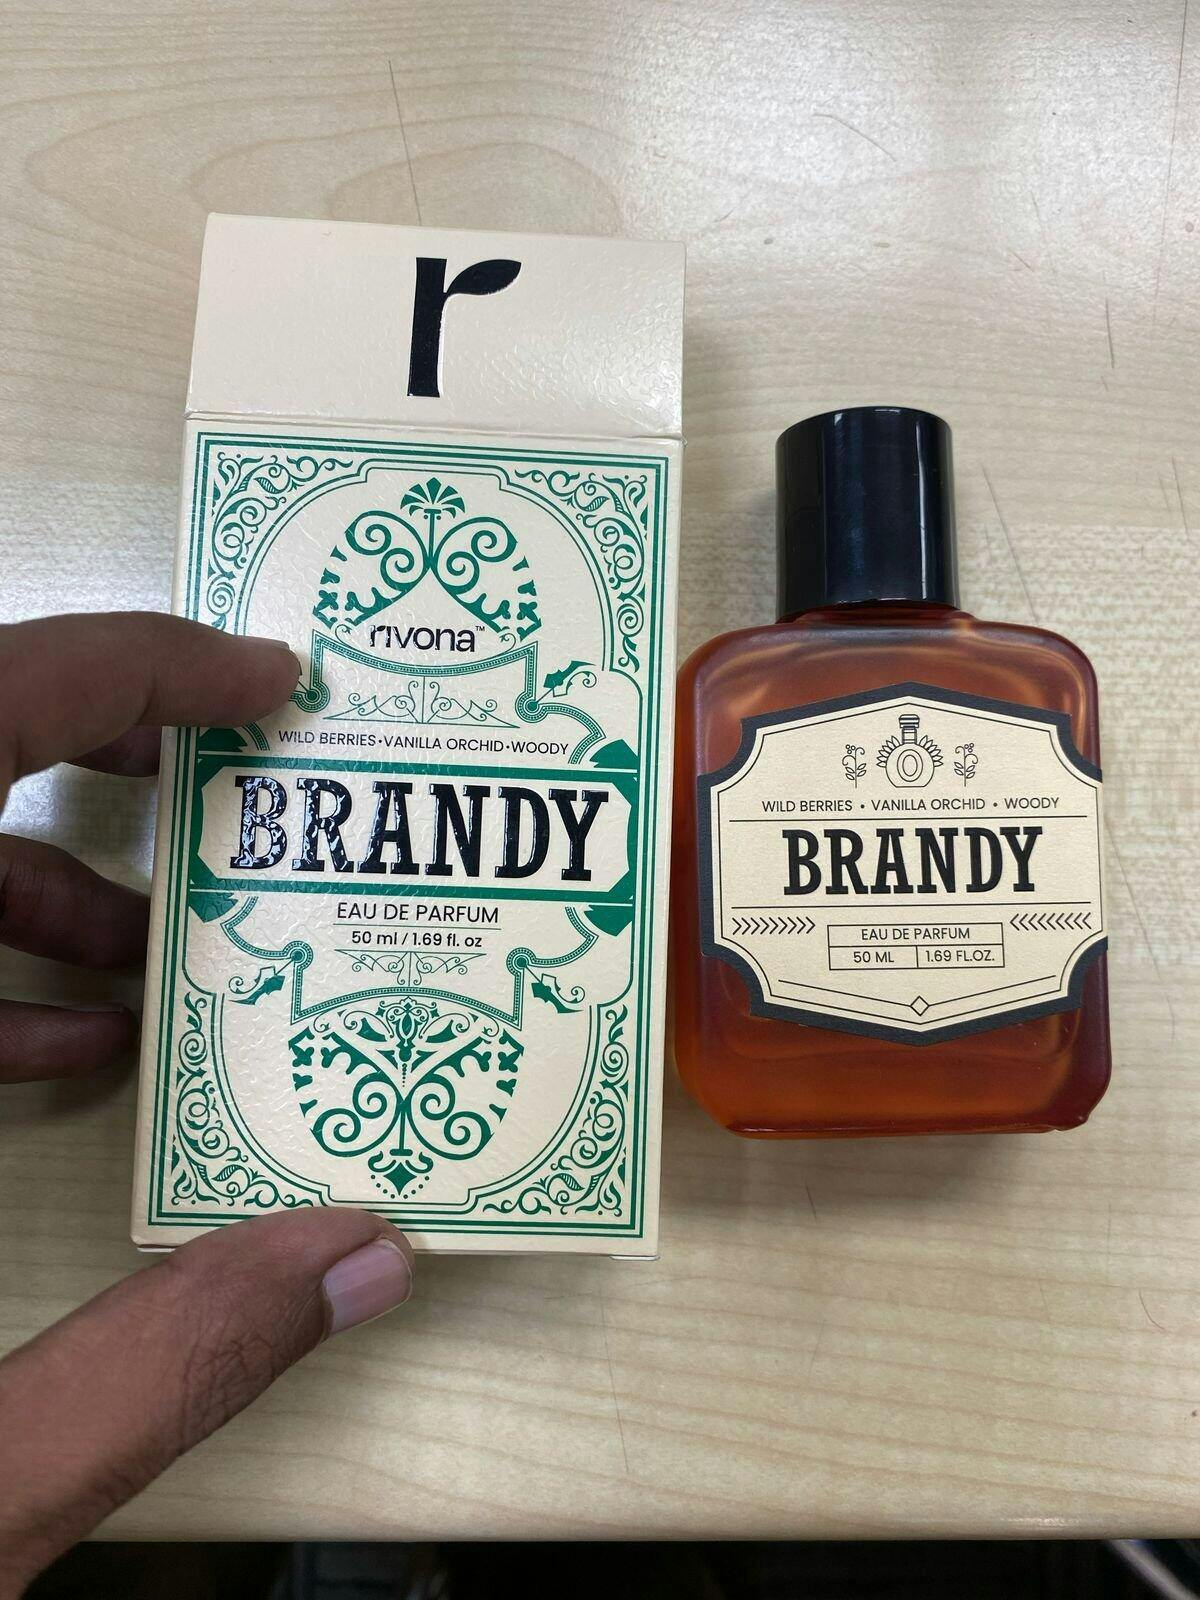 r
rivona™
WILD BERRIES•VANILLA ORCHID•WOODY
BRANDY
EAU DE PARFUM
50 ml / 1.69 fl. oz
WILD BERRIES • VANILLA ORCHID • WOODY
BRANDY
EAU DE PARFUM
50 ML 1.69 FL.OZ.